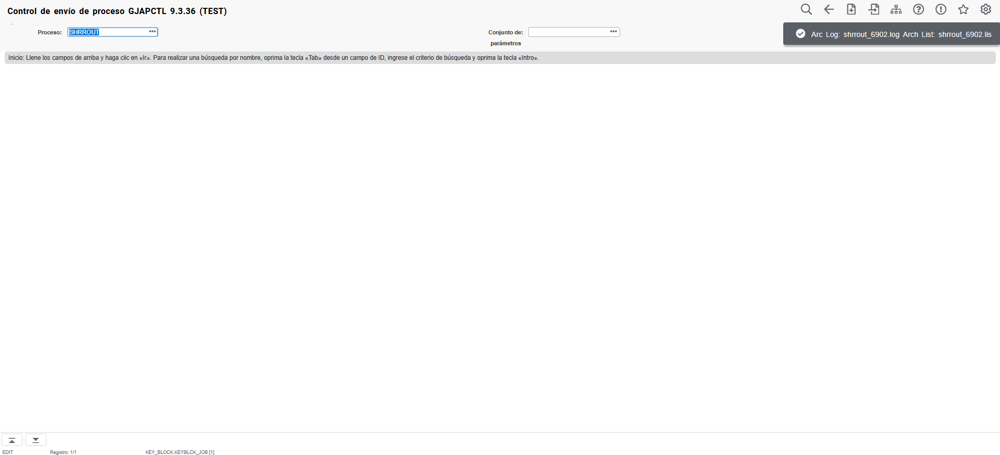 Control de envío de proceso GJAPCTL 9.3.36 (TEST)
Proceso: SHRROUT
Conjunto de:
parámetros
Arc Log: shrrout_6902.log Arch List: shrrout_6902.lis
Inicio: Llene los campos de arriba y haga clic en «Ir». Para realizar una búsqueda por nombre, oprima la tecla «Tab» desde un campo de ID, ingrese el criterio de búsqueda y oprima la tecla «Intro».
EDIT
Registro: 1/1
KEY_BLOCK.KEYBLCK_JOB [1]